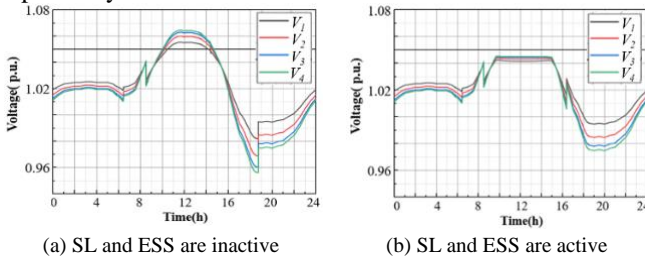 1.08
1.02
0.96
Voltage( p.u.)
V1
V2
V3
V4
0 4 8 12 16 20 24
Time(h)
(a) SL and ESS are inactive
1.08
1.02
0.96
Voltage( p.u.)
V1
V2
V3
V4
0 4 8 12 16 20 24
Time(h)
(b) SL and ESS are active